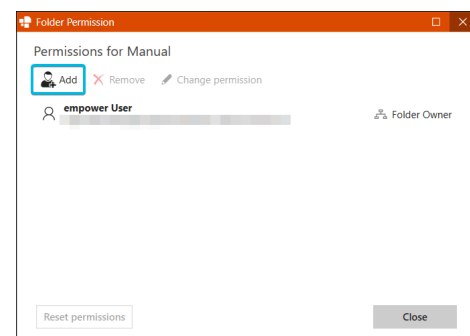 Folder Permission
Permissions for Manual
Add Remove Change permission
empower User
Folder Owner
Reset permissions Close